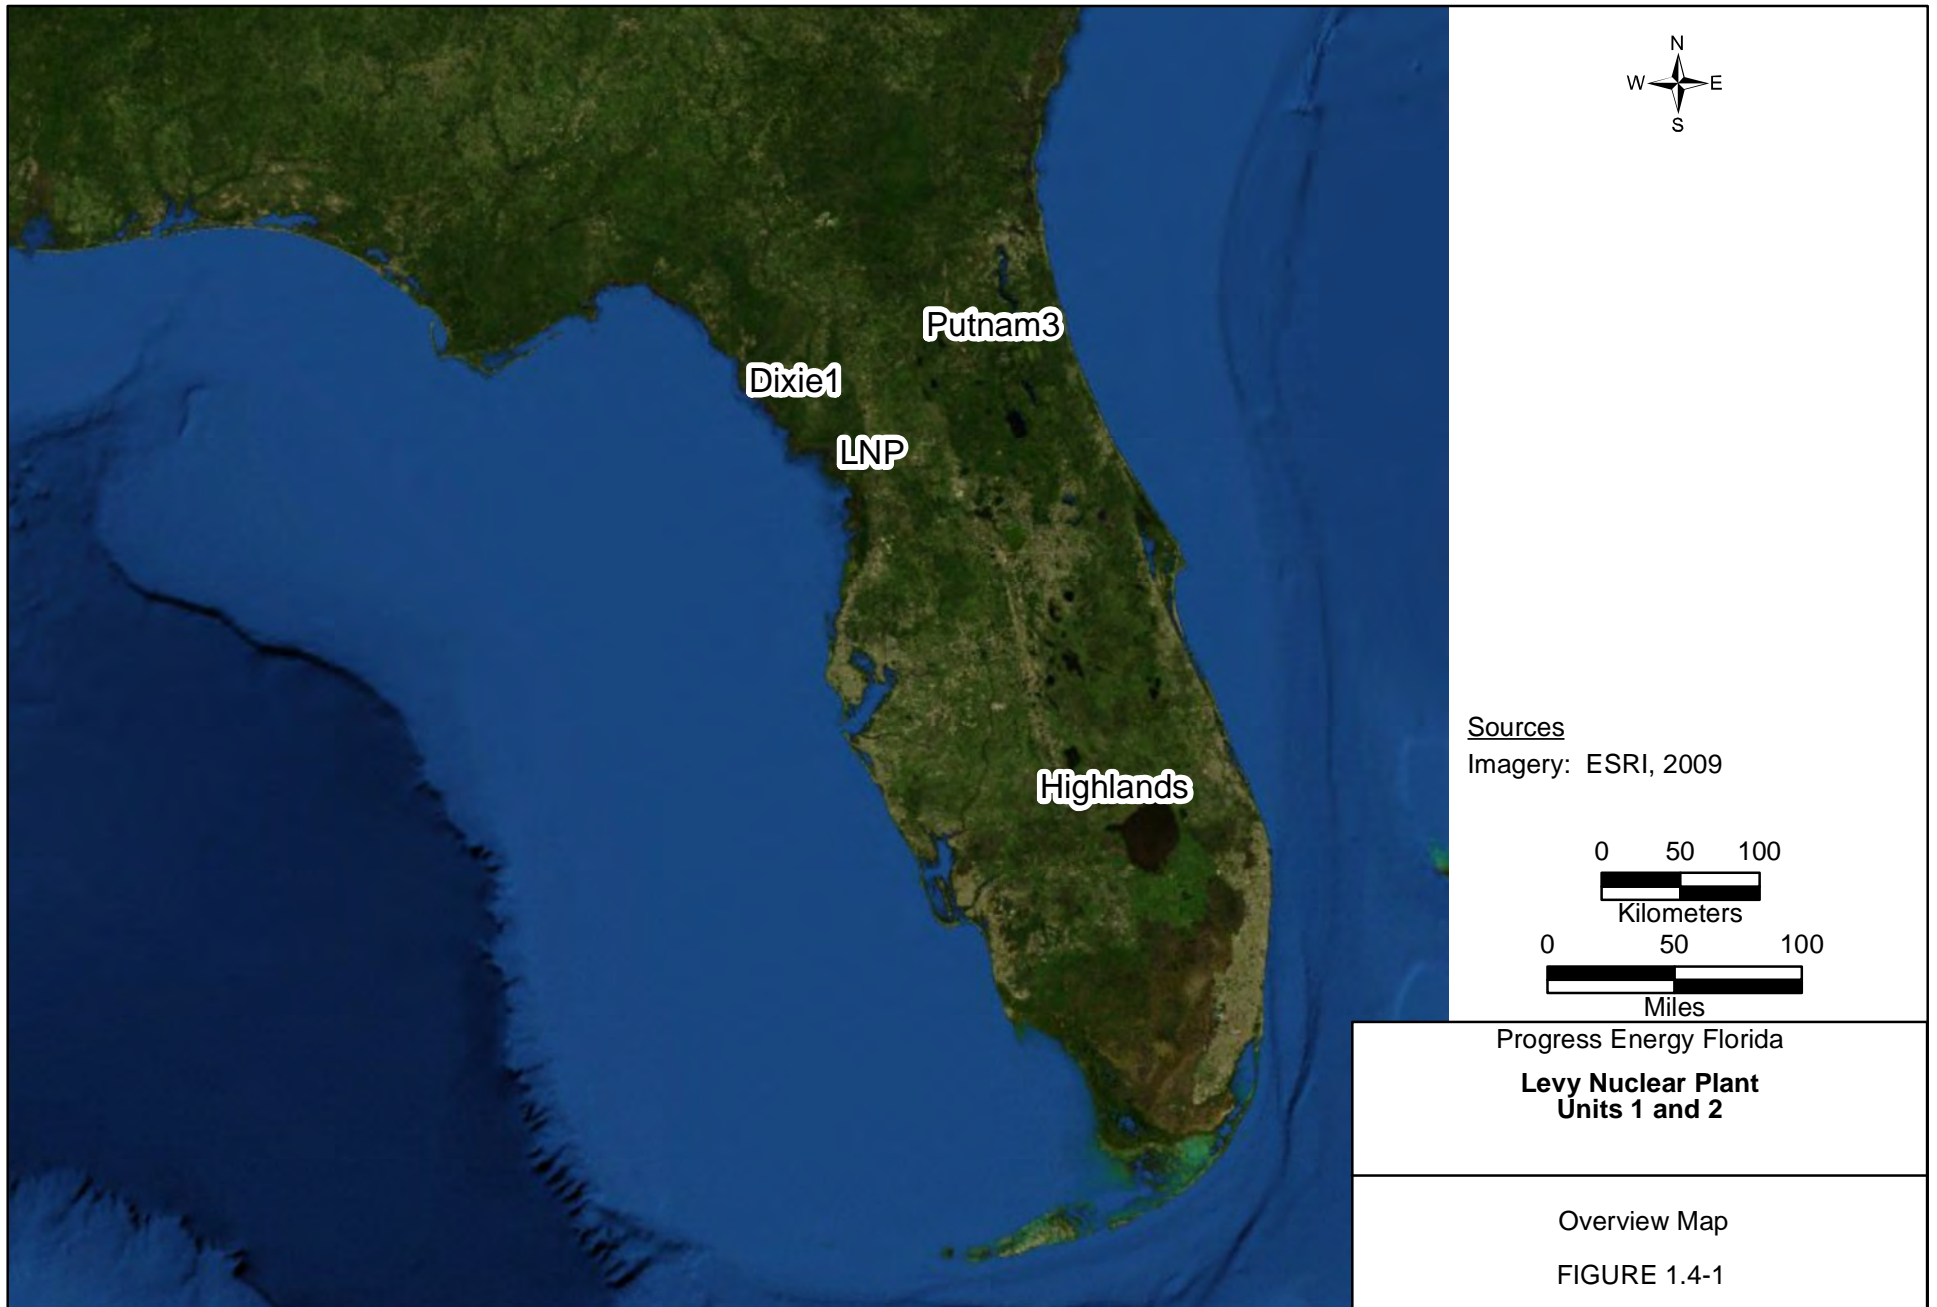 N
W E
S
Putnam3
Dixie1
LNP
Highlands
Sources
Imagery: ESRI, 2009
0 50 100
Kilometers
0 50 100
Miles
Progress Energy Florida
Levy Nuclear Plant
Units 1 and 2
Overview Map
FIGURE 1.4-1